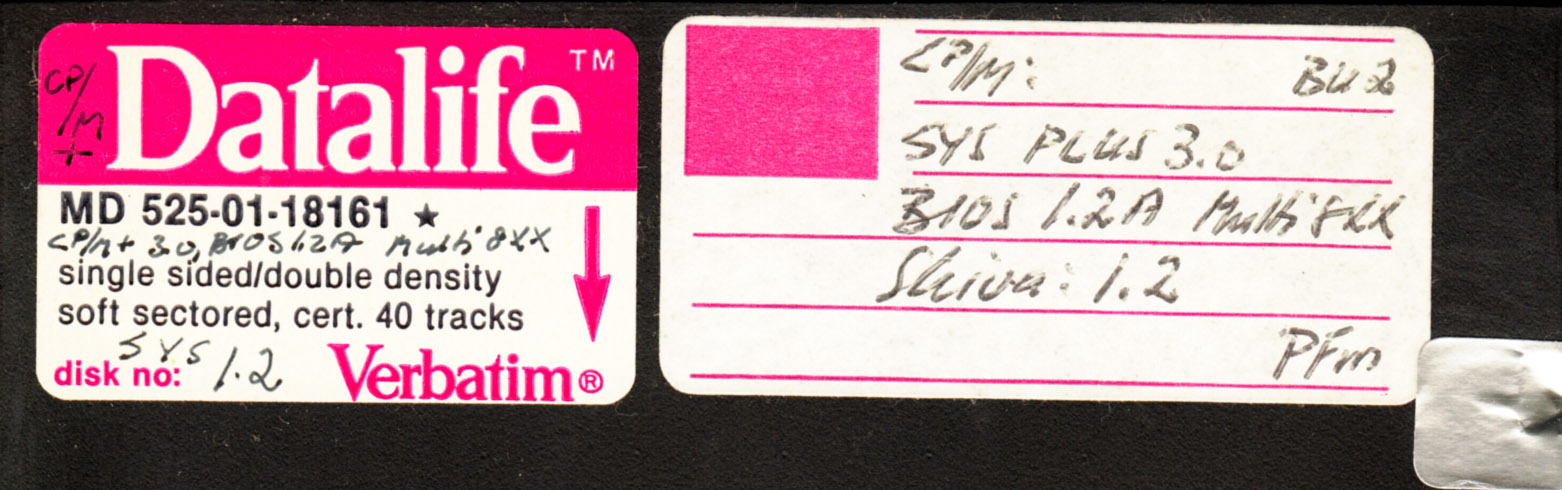 CP/
/M
+
Datalife™
MD 525-01-18161 ★
CP/M+ 3.0, BIOS 1.2A Multi 8XX
single sided/double density
soft sectored, cert. 40 tracks
SYS
disk no: 1.2
Verbatim®
CP/M: BU 2
SYS PLUS 3.0
BIOS 1.2A Multi 8XX
Shiva: 1.2
PFm